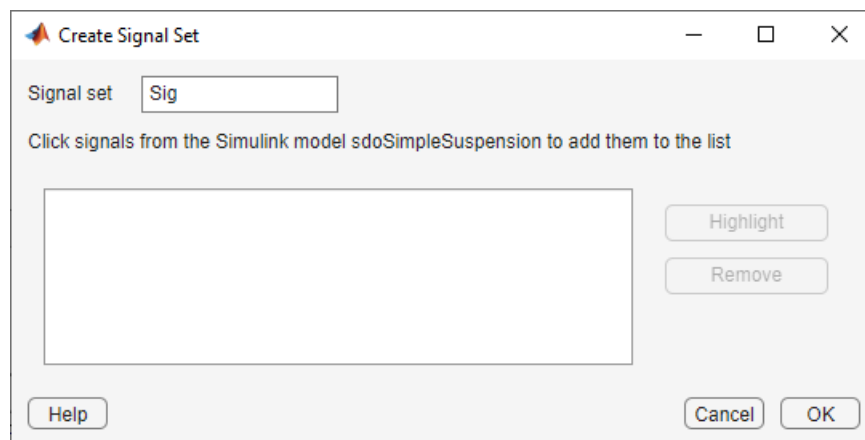 Create Signal Set
Signal set Sig
Click signals from the Simulink model sdoSimpleSuspension to add them to the list
Highlight
Remove
Help Cancel OK